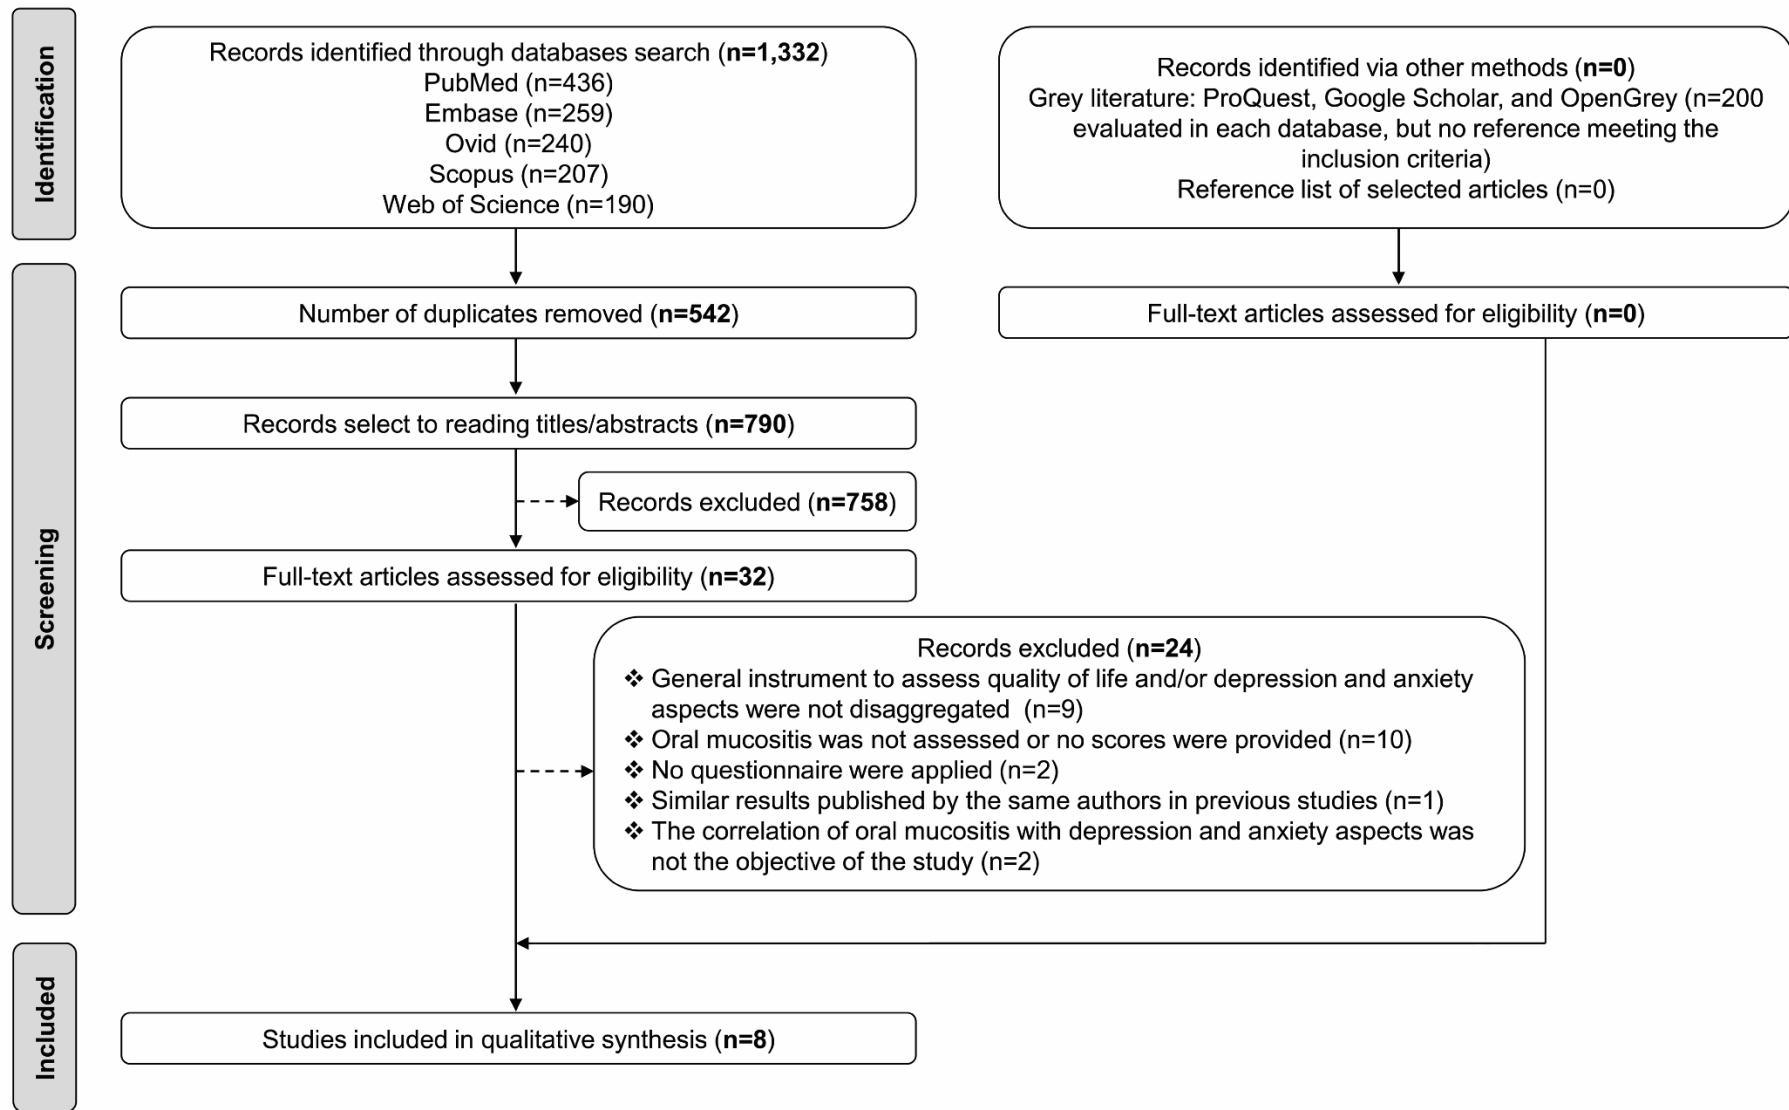 Identification
Records identified through databases search (n=1,332)
PubMed (n=436)
Embase (n=259)
Ovid (n=240)
Scopus (n=207)
Web of Science (n=190)
Records identified via other methods (n=0)
Grey literature: ProQuest, Google Scholar, and OpenGrey (n=200
evaluated in each database, but no reference meeting the
inclusion criteria)
Reference list of selected articles (n=0)
Screening
Number of duplicates removed (n=542)
Full-text articles assessed for eligibility (n=0)
Records select to reading titles/abstracts (n=790)
Records excluded (n=758)
Full-text articles assessed for eligibility (n=32)
Records excluded (n=24)
❖ General instrument to assess quality of life and/or depression and anxiety
aspects were not disaggregated (n=9)
❖ Oral mucositis was not assessed or no scores were provided (n=10)
❖ No questionnaire were applied (n=2)
❖ Similar results published by the same authors in previous studies (n=1)
❖ The correlation of oral mucositis with depression and anxiety aspects was
not the objective of the study (n=2)
Included
Studies included in qualitative synthesis (n=8)